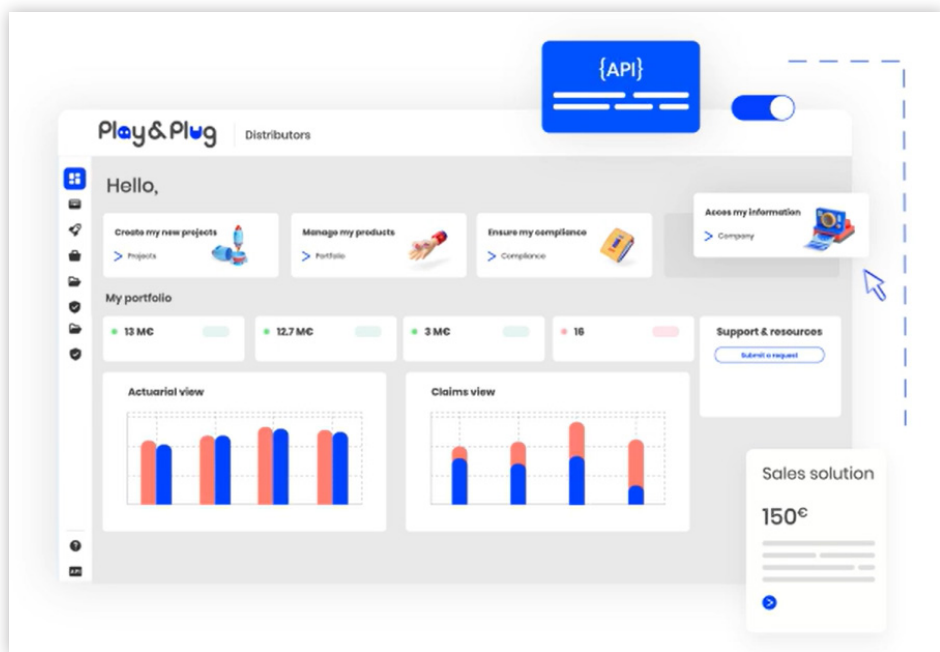 {API}
Play&Plug
Distributors
Hello,
Create my new projects
Projects
Manage my products
Portfolio
Ensure my compliance
Compliance
Acces my information
Company
My portfolio
13 M€
12.7 M€
3 M€
16
Support & resources
Submit a request
Actuarial view
Claims view
Sales solution
150€
API